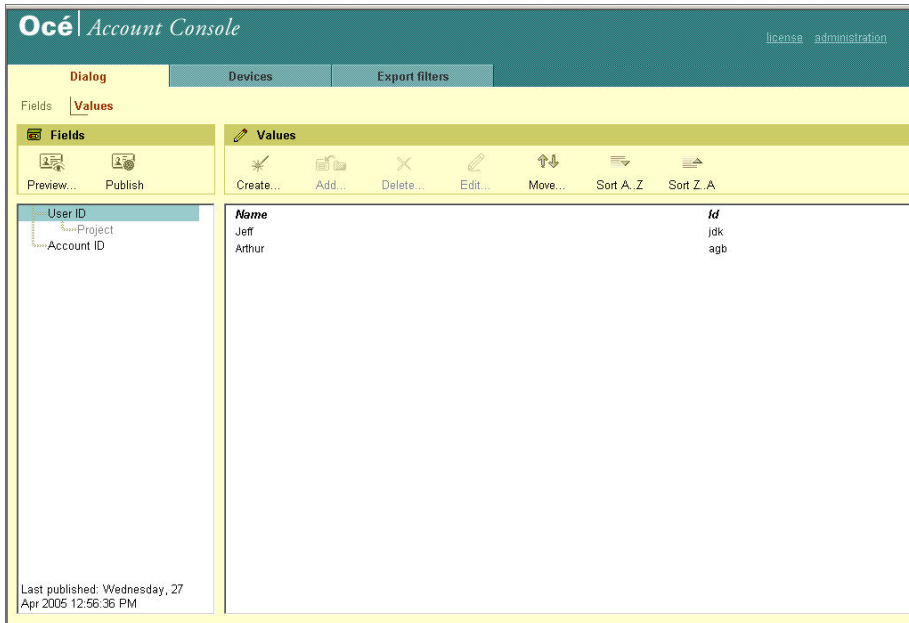 Océ Account Console
license administration
Dialog Devices Export filters
Fields Values
Fields
Values
Preview... Publish
Create... Add... Delete... Edit... Move... Sort A..Z Sort Z..A
User ID
Project
Account ID
Name Id
Jeff jdk
Arthur agb
Last published: Wednesday, 27
Apr 2005 12:56:36 PM